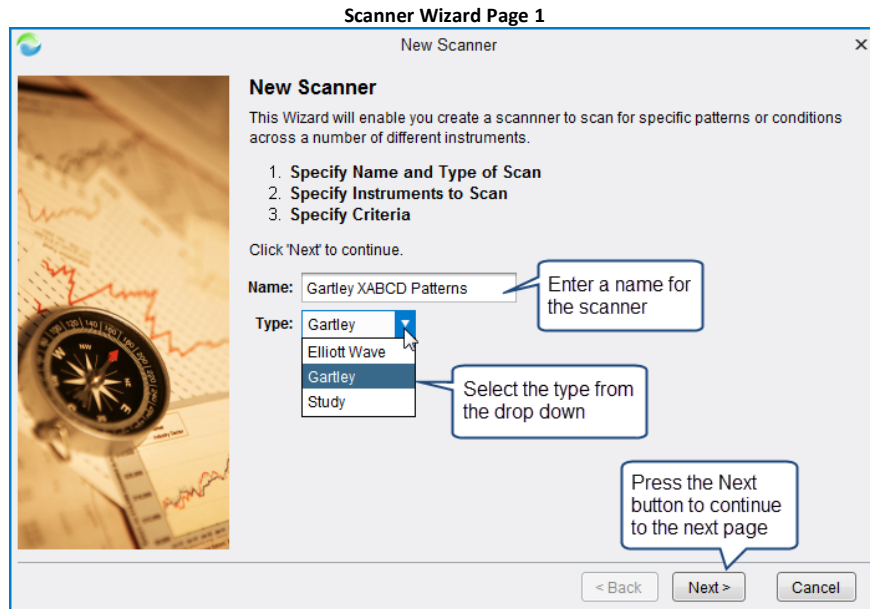 Scanner Wizard Page 1
New Scanner
New Scanner
This Wizard will enable you create a scannner to scan for specific patterns or conditions
across a number of different instruments.
1. Specify Name and Type of Scan
2. Specify Instruments to Scan
3. Specify Criteria
Click 'Next' to continue.
Name: Gartley XABCD Patterns
Enter a name for
the scanner
Type: Gartley
Elliott Wave
Gartley
Study
Select the type from
the drop down
Press the Next
button to continue
to the next page
< Back Next > Cancel